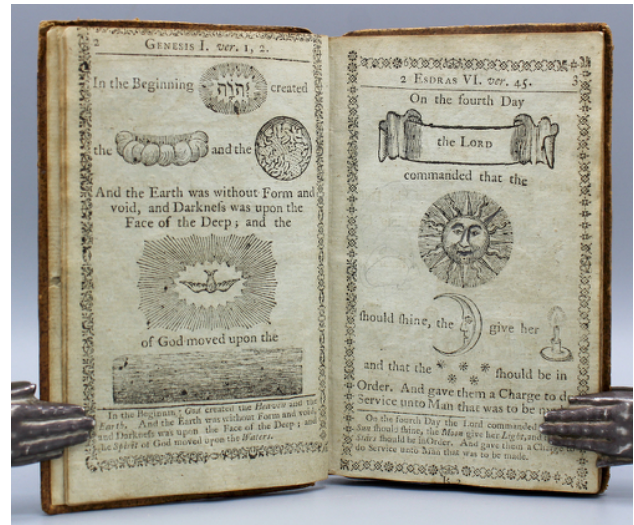 2 GENESIS I. ver. 1, 2.
In the Beginning יהוה created
the and the
And the Earth was without Form and
void, and Darkneſs was upon the
Face of the Deep; and the
of God moved upon the
In the Beginning God created the Heaven and the
Earth. And the Earth was without Form and void,
and Darkneſs was upon the Face of the Deep; and
the Spirit of God moved upon the Waters.
2 ESDRAS VI. ver. 45. 3
On the fourth Day
the LORD
commanded that the
ſhould ſhine, the give her
and that the ſhould be in
Order. And gave them a Charge to do
Service unto Man that was to be
On the fourth Day the Lord commanded
Sun ſhould ſhine, the Moon give her Light, and
Stars ſhould be in Order. And gave them a Charge to
do Service unto Man that was to be made.